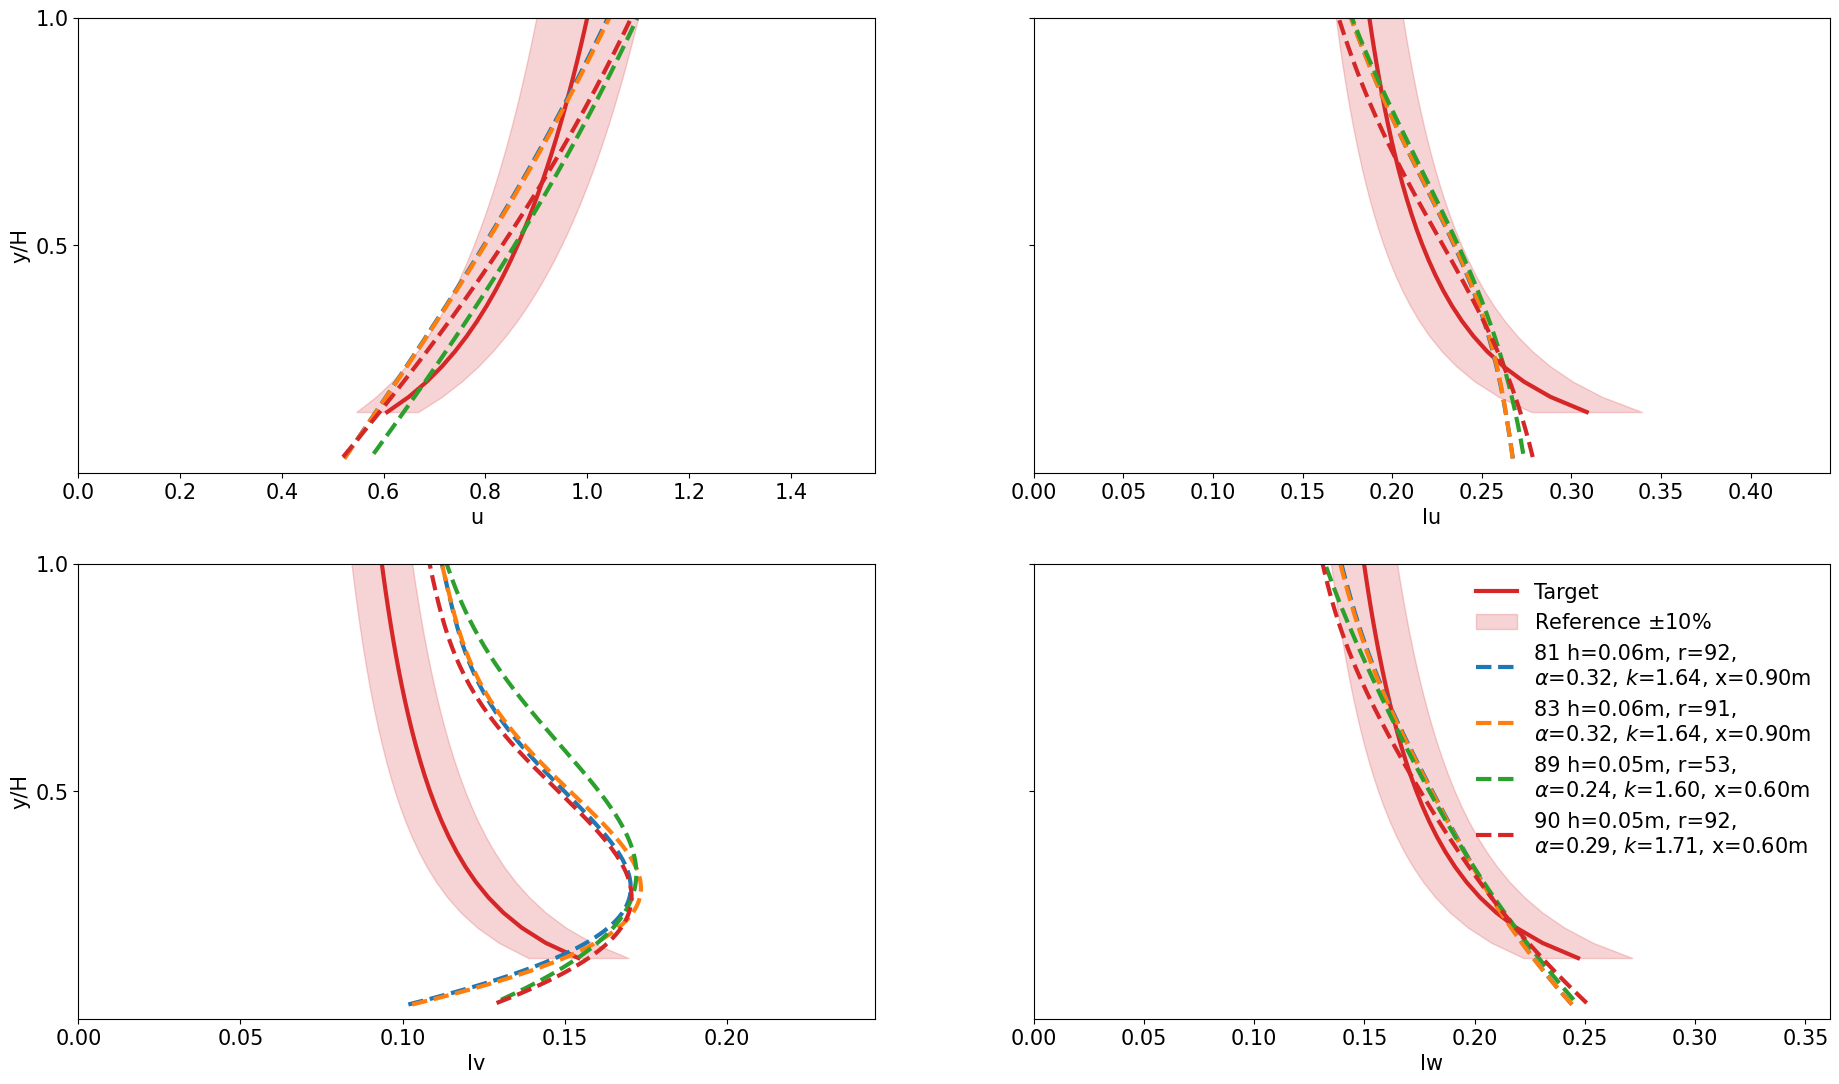 1.0
y/H
0.5
0.0 0.2 0.4 0.6 0.8 1.0 1.2 1.4
u
0.00 0.05 0.10 0.15 0.20 0.25 0.30 0.35 0.40
Iu
1.0
y/H
0.5
0.00 0.05 0.10 0.15 0.20
Iv
Target
Reference ±10%
81 h=0.06m, r=92,
α=0.32, k=1.64, x=0.90m
83 h=0.06m, r=91,
α=0.32, k=1.64, x=0.90m
89 h=0.05m, r=53,
α=0.24, k=1.60, x=0.60m
90 h=0.05m, r=92,
α=0.29, k=1.71, x=0.60m
0.00 0.05 0.10 0.15 0.20 0.25 0.30 0.35
Iw